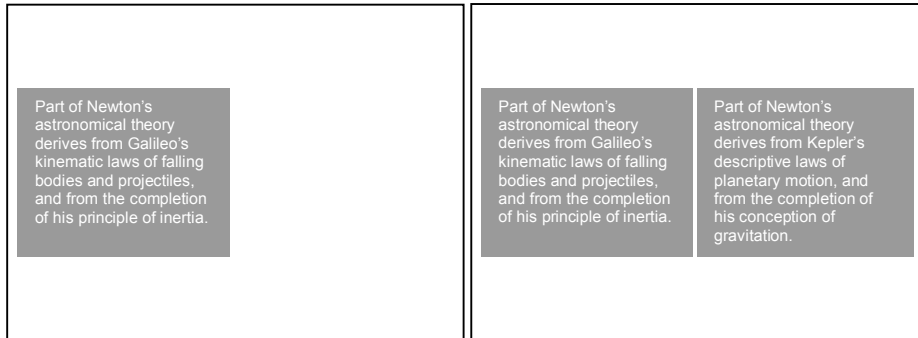 Part of Newton’s
astronomical theory
derives from Galileo’s
kinematic laws of falling
bodies and projectiles,
and from the completion
of his principle of inertia.
Part of Newton’s
astronomical theory
derives from Galileo’s
kinematic laws of falling
bodies and projectiles,
and from the completion
of his principle of inertia.
Part of Newton’s
astronomical theory
derives from Kepler’s
descriptive laws of
planetary motion, and
from the completion of
his conception of
gravitation.